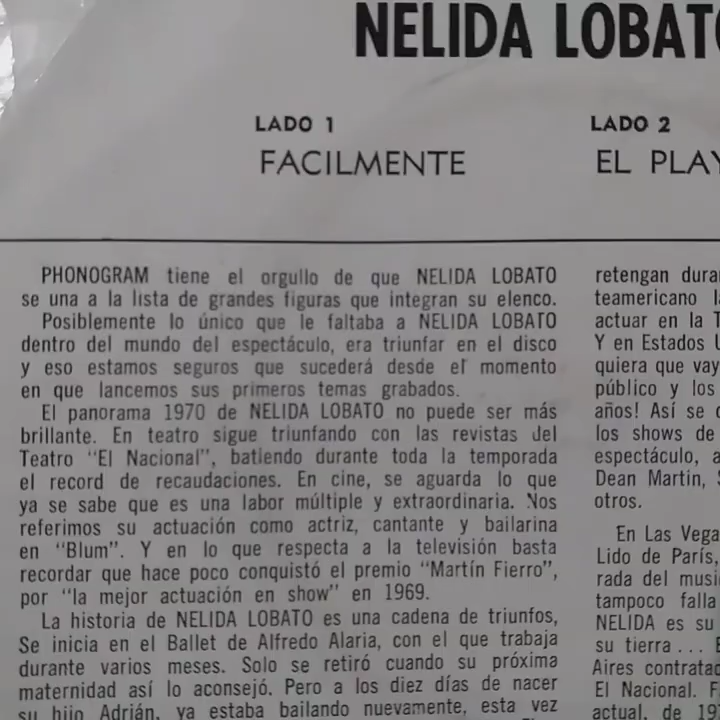 NELIDA LOBATO
LADO 1
FACILMENTE
LADO 2
EL PLAY
PHONOGRAM tiene el orgullo de que NELIDA LOBATO
se una a la lista de grandes figuras que integran su elenco.
Posiblemente lo único que le faltaba a NELIDA LOBATO
dentro del mundo del espectáculo, era triunfar en el disco
y eso estamos seguros que sucederá desde el momento
en que lancemos sus primeros temas grabados.
El panorama 1970 de NELIDA LOBATO no puede ser más
brillante. En teatro sigue triunfando con las revistas del
Teatro "El Nacional", batiendo durante toda la temporada
el record de recaudaciones. En cine, se aguarda lo que
ya se sabe que es una labor múltiple y extraordinaria. Nos
referimos su actuación como actriz, cantante y bailarina
en "Blum". Y en lo que respecta a la televisión basta
recordar que hace poco conquistó el premio "Martín Fierro",
por "la mejor actuación en show" en 1969.
La historia de NELIDA LOBATO es una cadena de triunfos,
Se inicia en el Ballet de Alfredo Alaria, con el que trabaja
durante varios meses. Solo se retiró cuando su próxima
maternidad así lo aconsejó. Pero a los diez días de nacer
su hijo Adrián, ya estaba bailando nuevamente, esta vez
retengan dura
teamericano
actuar en la T
Y en Estados U
quiera que vay
público y los
años! Así se
los shows de
espectáculo, a
Dean Martin, S
otros.
En Las Vega
Lido de París,
rada del musi
tampoco falla
NELIDA es su
su tierra...
Aires contratad
El Nacional. F
actual, de 19